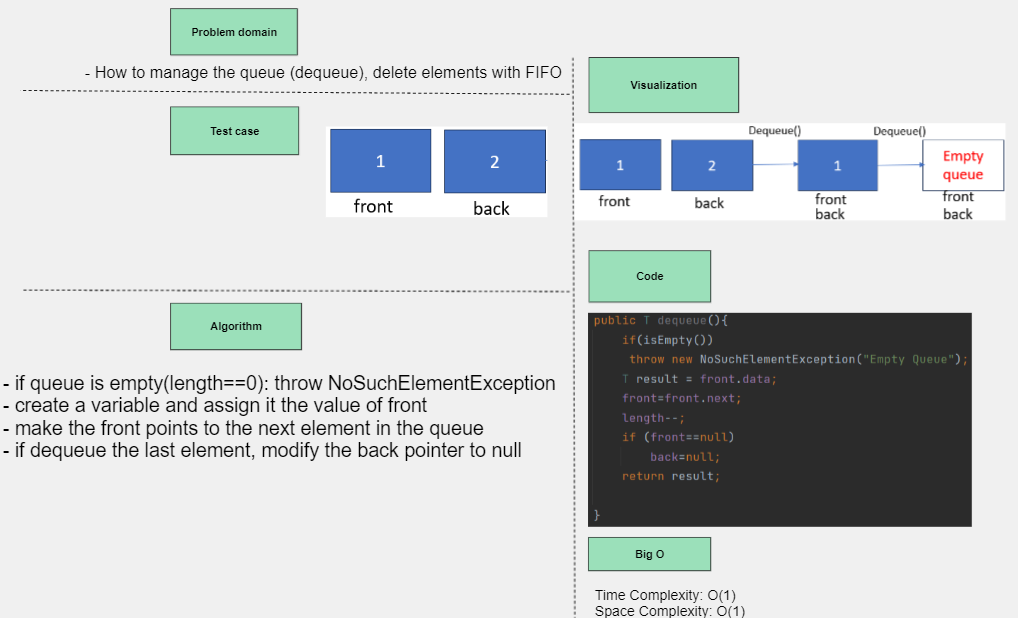 Problem domain
- How to manage the queue (dequeue), delete elements with FIFO
Test case
1
2
front
back
Algorithm
- if queue is empty(length==0): throw NoSuchElementException
- create a variable and assign it the value of front
- make the front points to the next element in the queue
- if dequeue the last element, modify the back pointer to null
Visualization
Dequeue()
Dequeue()
1
2
1
Empty
queue
front
back
front
back
front
back
Code
public T dequeue(){
if(isEmpty())
throw new NoSuchElementException("Empty Queue");
T result = front.data;
front=front.next;
length--;
if (front==null)
back=null;
return result;
}
Big O
Time Complexity: O(1)
Space Complexity: O(1)